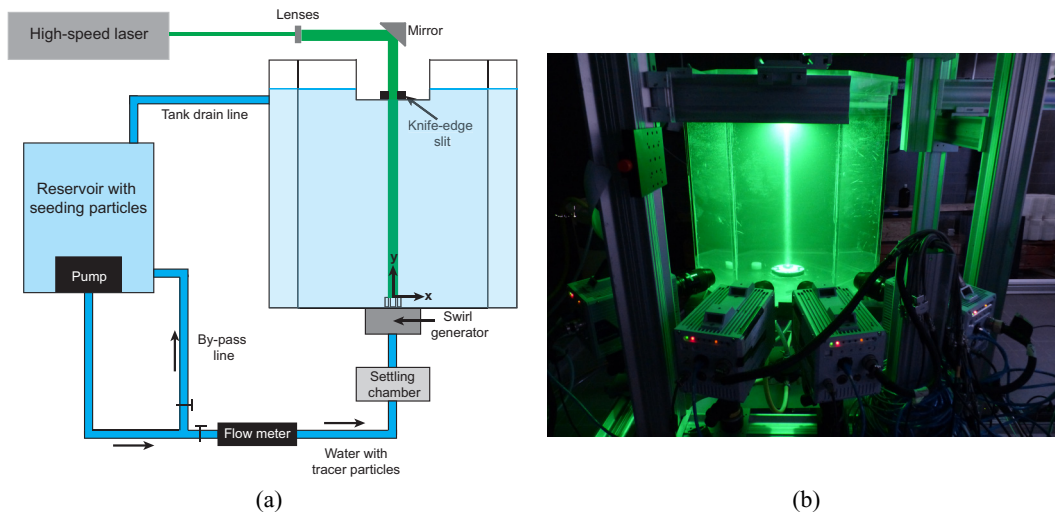 Lenses
High-speed laser
Mirror
Tank drain line
Knife-edge
slit
Reservoir with
seeding particles
Pump
y
x
Swirl
generator
By-pass
line
Settling
chamber
Flow meter
Water with
tracer particles
(a)
(b)